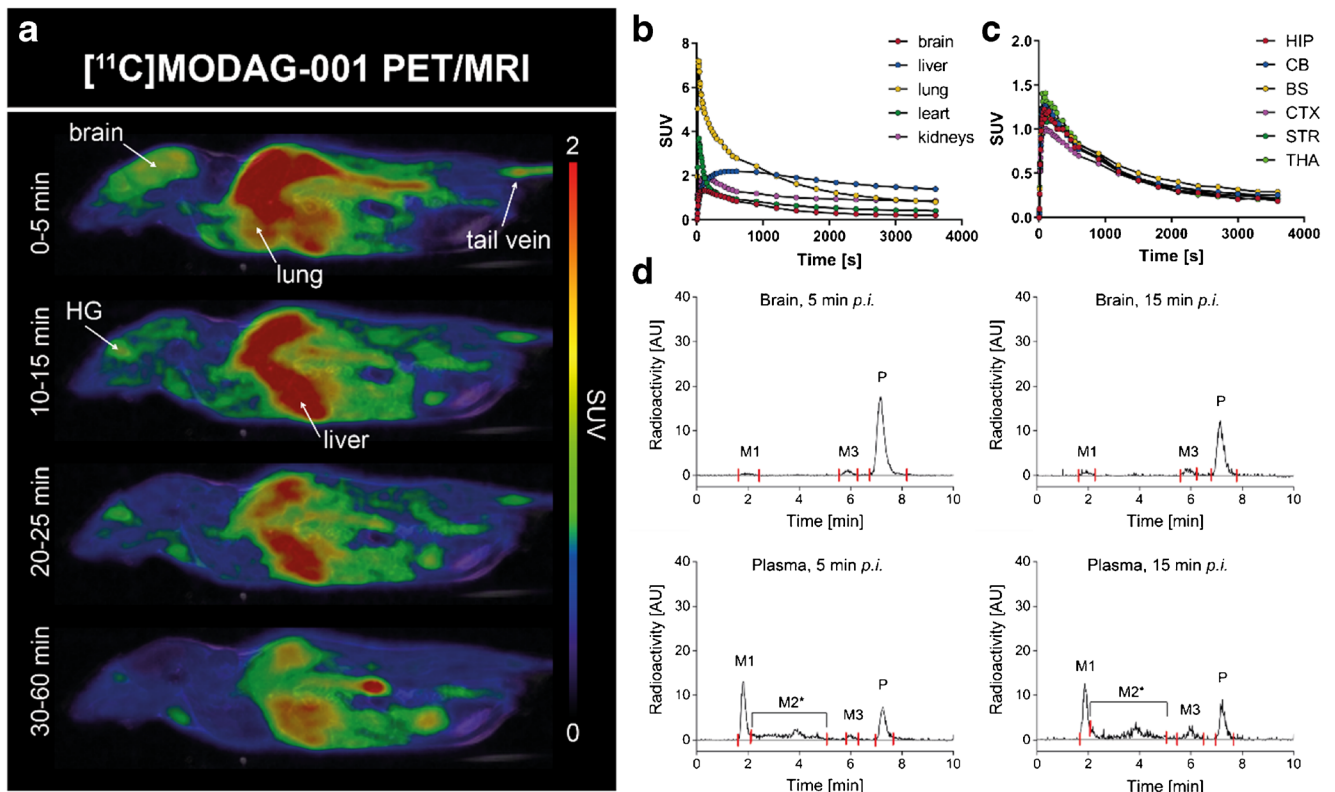 a
[¹¹C]MODAG-001 PET/MRI
0-5 min
brain
lung
tail vein
10-15 min
HG
liver
20-25 min
30-60 min
2
SUV
0
b
8
6
4
2
0
SUV
0 1000 2000 3000 4000
Time [s]
brain
liver
lung
leart
kidneys
c
2.0
1.5
1.0
0.5
0.0
SUV
0 1000 2000 3000 4000
Time [s]
HIP
CB
BS
CTX
STR
THA
d
Brain, 5 min p.i.
40
30
20
10
0
Radioactivity [AU]
M1
M3
P
0 2 4 6 8 10
Time [min]
Brain, 15 min p.i.
40
30
20
10
0
Radioactivity [AU]
M1
M3
P
0 2 4 6 8 10
Time [min]
Plasma, 5 min p.i.
40
30
20
10
0
Radioactivity [AU]
M1
M2*
M3
P
0 2 4 6 8 10
Time [min]
Plasma, 15 min p.i.
40
30
20
10
0
Radioactivity [AU]
M1
M2*
M3
P
0 2 4 6 8 10
Time [min]